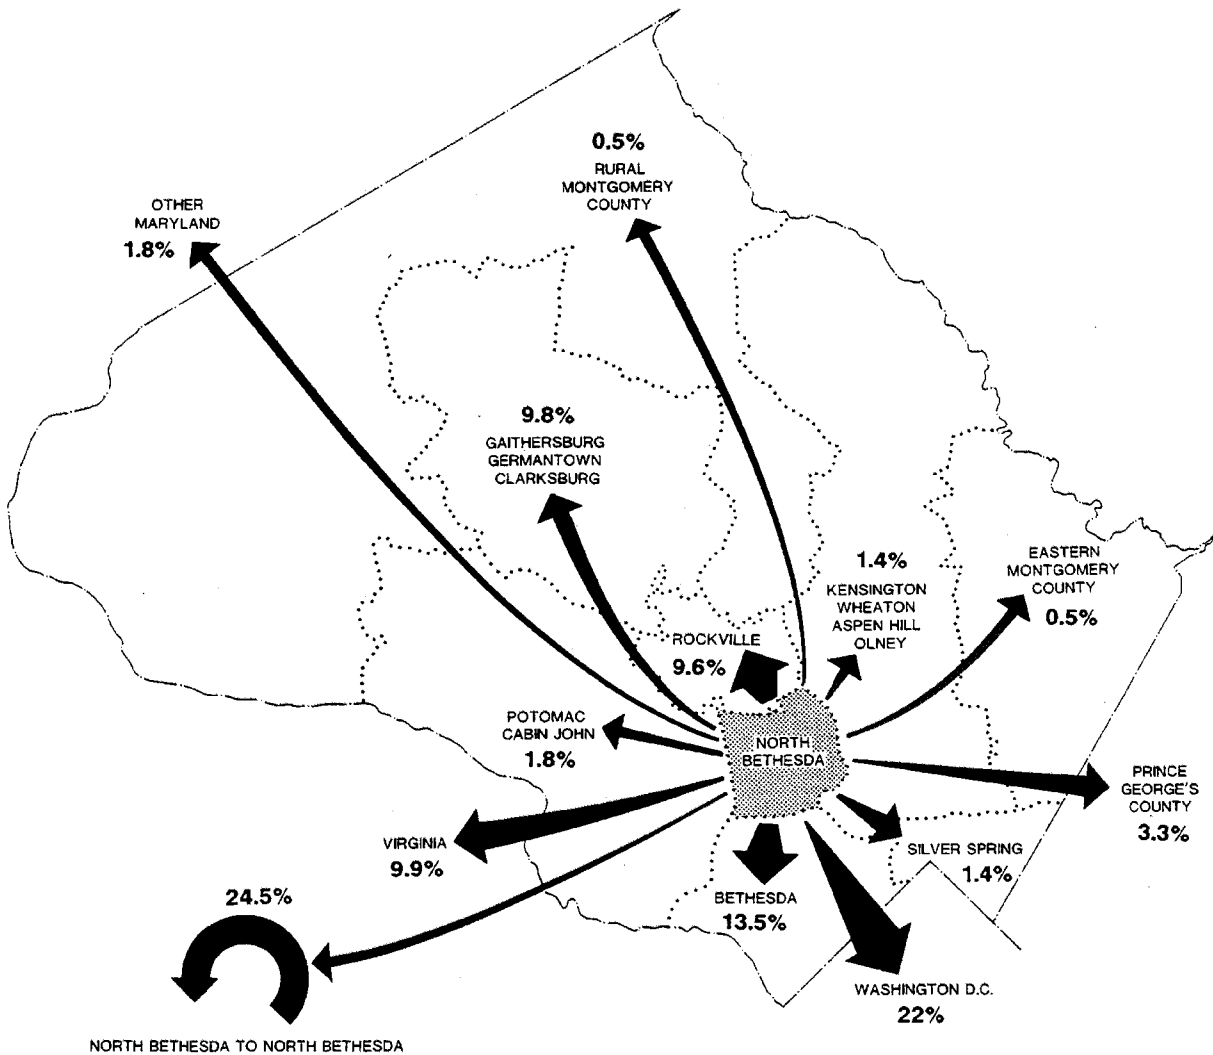 0.5%
RURAL
MONTGOMERY
COUNTY
OTHER
MARYLAND
1.8%
9.8%
GAITHERSBURG
GERMANTOWN
CLARKSBURG
1.4%
KENSINGTON
WHEATON
ASPEN HILL
OLNEY
EASTERN
MONTGOMERY
COUNTY
0.5%
ROCKVILLE
9.6%
POTOMAC
CABIN JOHN
1.8%
NORTH
BETHESDA
PRINCE
GEORGE'S
COUNTY
3.3%
VIRGINIA
9.9%
SILVER SPRING
1.4%
BETHESDA
13.5%
24.5%
WASHINGTON D.C.
22%
NORTH BETHESDA TO NORTH BETHESDA